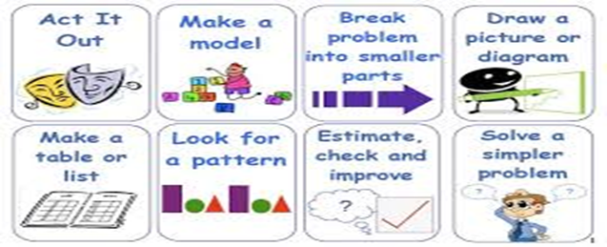 Act It
Out
Make a
model
Break
problem
into smaller
parts
Draw a
picture or
diagram
Make a
table or
list
Look for
a pattern
Estimate,
check and
improve
?
Solve a
simpler
problem
?
?